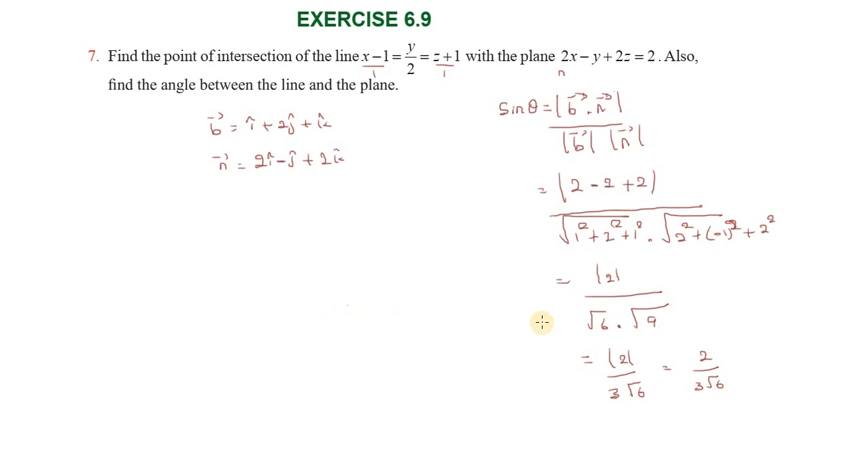 EXERCISE 6.9
7. Find the point of intersection of the line x − 1 = y/2 = z + 1 with the plane 2x − y + 2z = 2. Also,
1 1 n
find the angle between the line and the plane.
b⃗ = î + 2ĵ + k̂
n⃗ = 2î − ĵ + 2k̂
Sin θ = |b⃗ . n⃗|
|b⃗| |n⃗|
= (2 − 2 + 2)
√1² + 2² + 1² . √2² + (−1)² + 2²
= |2|
√6 . √9
= |2| / 3√6 = 2 / 3√6